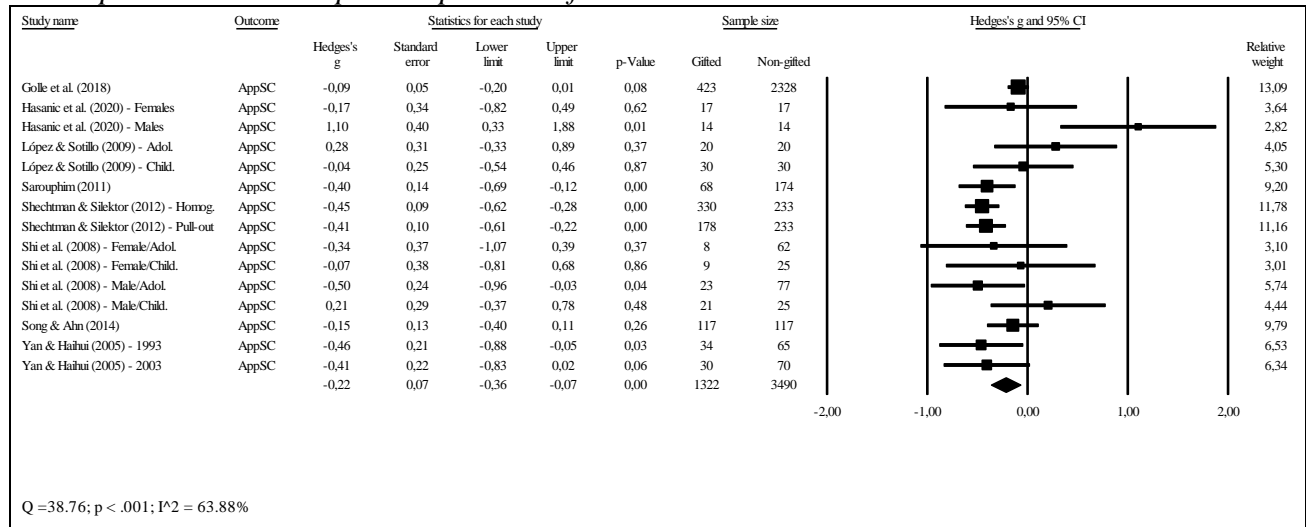 Study name Outcome Statistics for each study Sample size Hedges's g and 95% CI
Hedges's g Standard error Lower limit Upper limit p-Value Gifted Non-gifted Relative weight
Golle et al. (2018) AppSC -0,09 0,05 -0,20 0,01 0,08 423 2328 13,09
Hasanic et al. (2020) - Females AppSC -0,17 0,34 -0,82 0,49 0,62 17 17 3,64
Hasanic et al. (2020) - Males AppSC 1,10 0,40 0,33 1,88 0,01 14 14 2,82
López & Sotillo (2009) - Adol. AppSC 0,28 0,31 -0,33 0,89 0,37 20 20 4,05
López & Sotillo (2009) - Child. AppSC -0,04 0,25 -0,54 0,46 0,87 30 30 5,30
Sarouphim (2011) AppSC -0,40 0,14 -0,69 -0,12 0,00 68 174 9,20
Shechtman & Silektor (2012) - Homog. AppSC -0,45 0,09 -0,62 -0,28 0,00 330 233 11,78
Shechtman & Silektor (2012) - Pull-out AppSC -0,41 0,10 -0,61 -0,22 0,00 178 233 11,16
Shi et al. (2008) - Female/Adol. AppSC -0,34 0,37 -1,07 0,39 0,37 8 62 3,10
Shi et al. (2008) - Female/Child. AppSC -0,07 0,38 -0,81 0,68 0,86 9 25 3,01
Shi et al. (2008) - Male/Adol. AppSC -0,50 0,24 -0,96 -0,03 0,04 23 77 5,74
Shi et al. (2008) - Male/Child. AppSC 0,21 0,29 -0,37 0,78 0,48 21 25 4,44
Song & Ahn (2014) AppSC -0,15 0,13 -0,40 0,11 0,26 117 117 9,79
Yan & Haihui (2005) - 1993 AppSC -0,46 0,21 -0,88 -0,05 0,03 34 65 6,53
Yan & Haihui (2005) - 2003 AppSC -0,41 0,22 -0,83 0,02 0,06 30 70 6,34
-0,22 0,07 -0,36 -0,07 0,00 1322 3490
-2,00 -1,00 0,00 1,00 2,00
Q =38.76; p < .001; I^2 = 63.88%